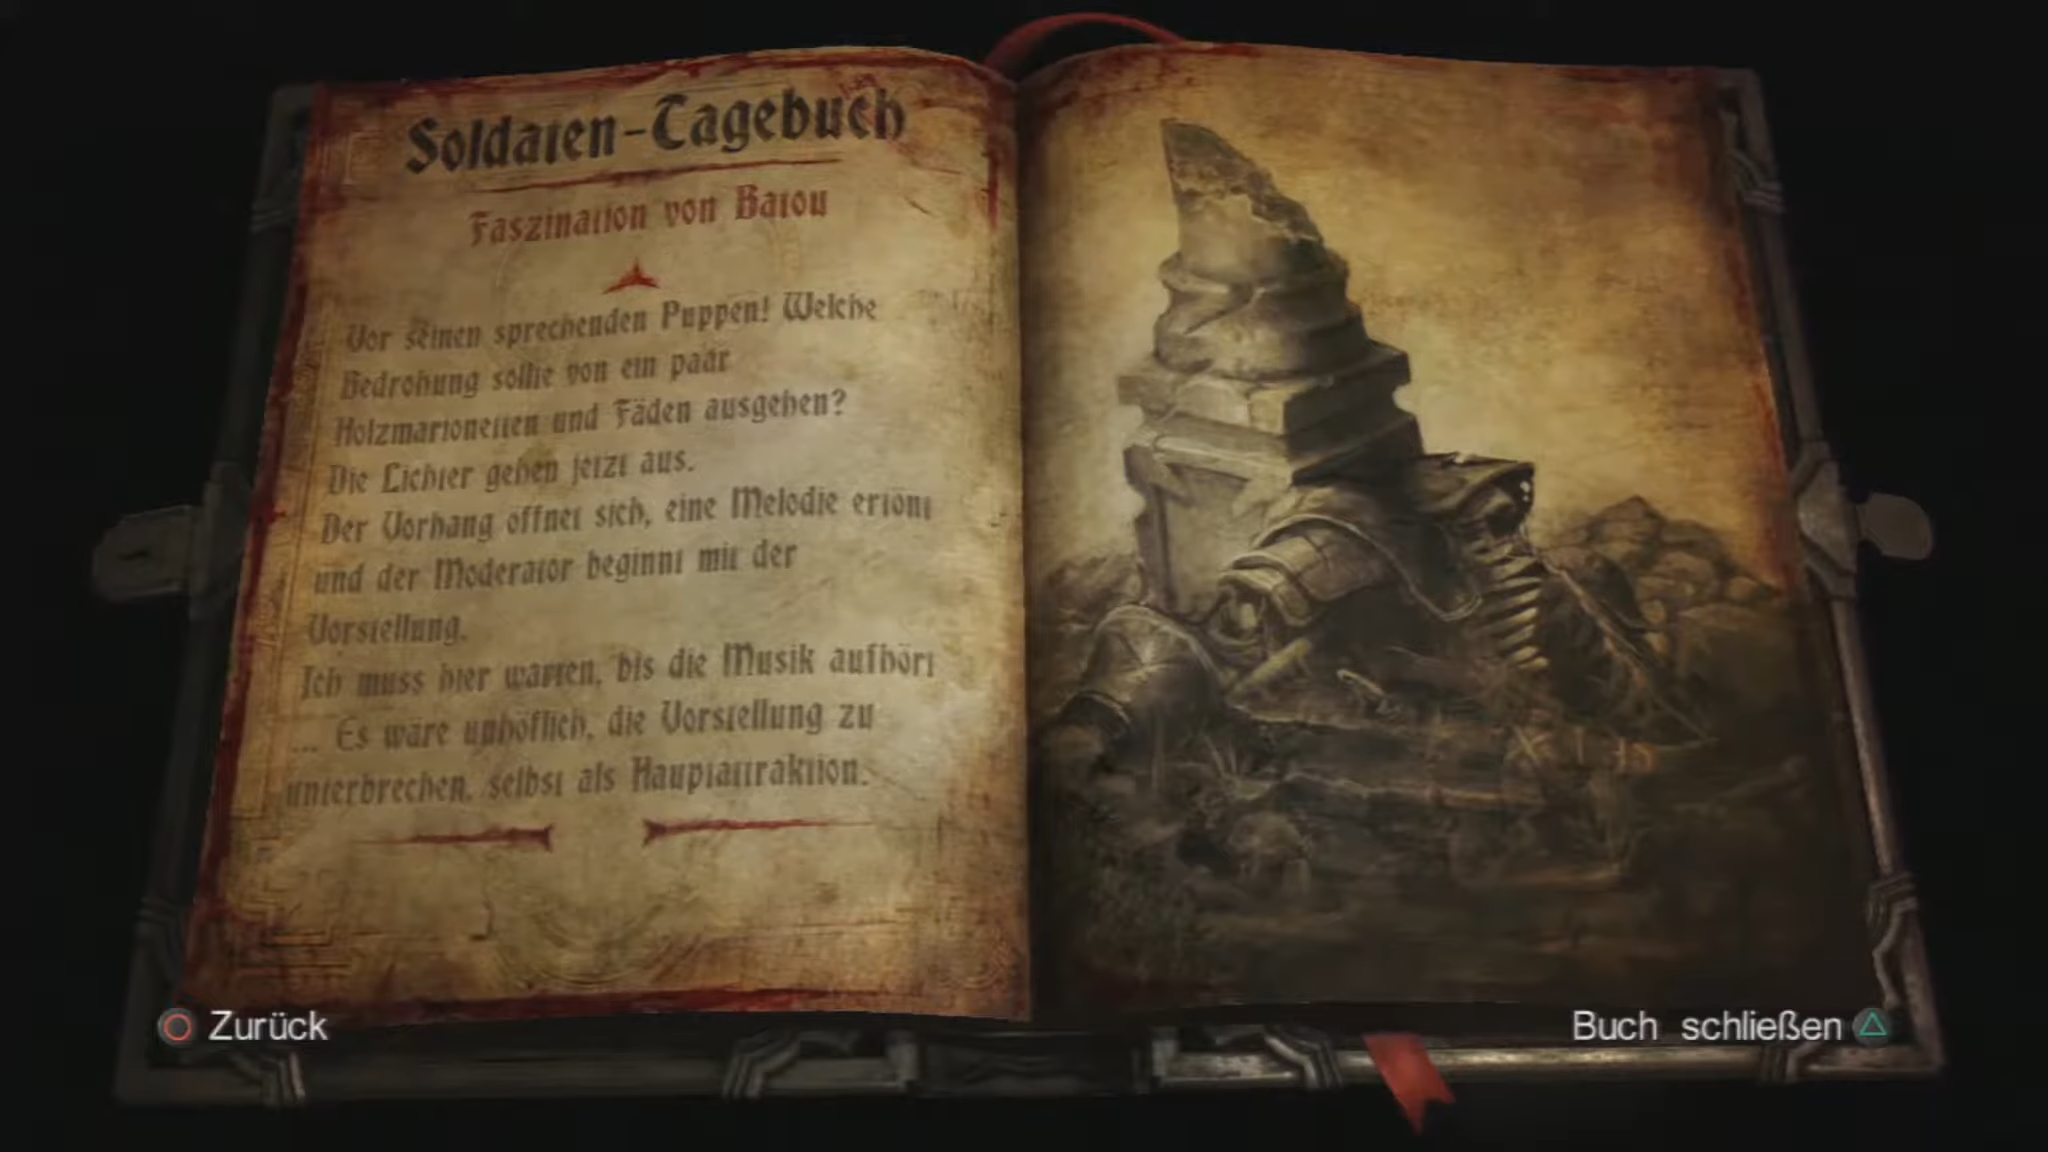 Soldaten-Tagebuch
Faszination von Batou
Vor seinen sprechenden Puppen! Welche
Bedrohung sollte von ein paar
Holzmarionetten und Fäden ausgehen?
Die Lichter gehen jetzt aus.
Der Vorhang öffnet sich, eine Melodie ertönt
und der Moderator beginnt mit der
Vorstellung.
Ich muss hier warten, bis die Musik aufhört
... Es wäre unhöflich, die Vorstellung zu
unterbrechen, selbst als Hauptattraktion.
Zurück
Buch schließen